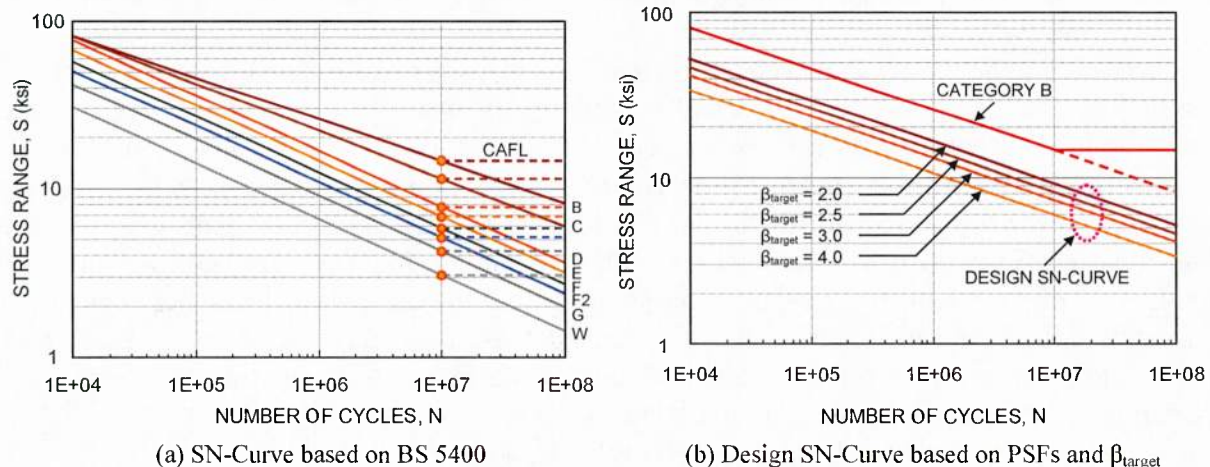 100
10
1
STRESS RANGE, S (ksi)
CAFL
B
C
D
E
F
F2
G
W
1E+04 1E+05 1E+06 1E+07 1E+08
NUMBER OF CYCLES, N
(a) SN-Curve based on BS 5400
100
10
1
STRESS RANGE, S (ksi)
CATEGORY B
βtarget = 2.0
βtarget = 2.5
βtarget = 3.0
βtarget = 4.0
DESIGN SN-CURVE
1E+04 1E+05 1E+06 1E+07 1E+08
NUMBER OF CYCLES, N
(b) Design SN-Curve based on PSFs and βtarget